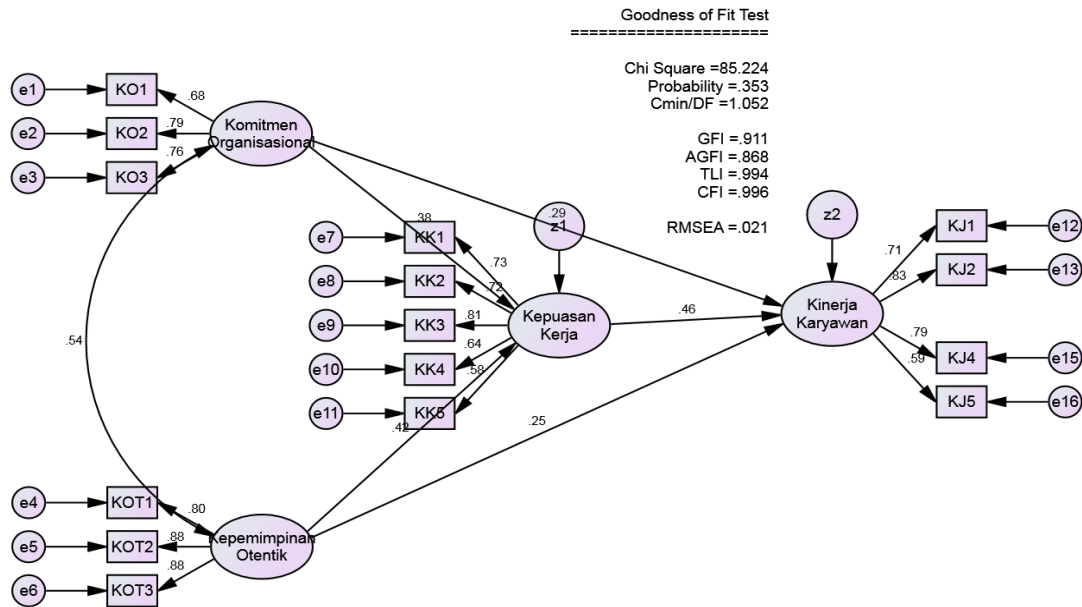 Goodness of Fit Test
=====================
Chi Square =85.224
Probability =.353
Cmin/DF =1.052
GFI =.911
AGFI =.868
TLI =.994
CFI =.996
RMSEA =.021
e1
KO1
.68
e2
KO2
.79
e3
KO3
.76
Komitmen
Organisasional
.54
.38
.29
z1
z2
e7
KK1
.73
e8
KK2
.72
e9
KK3
.81
e10
KK4
.64
e11
KK5
.58
Kepuasan
Kerja
.46
.42
.25
Kinerja
Karyawan
.71
KJ1
e12
.83
KJ2
e13
.79
KJ4
e15
.59
KJ5
e16
e4
KOT1
.80
e5
KOT2
.88
e6
KOT3
.88
Kepemimpinan
Otentik